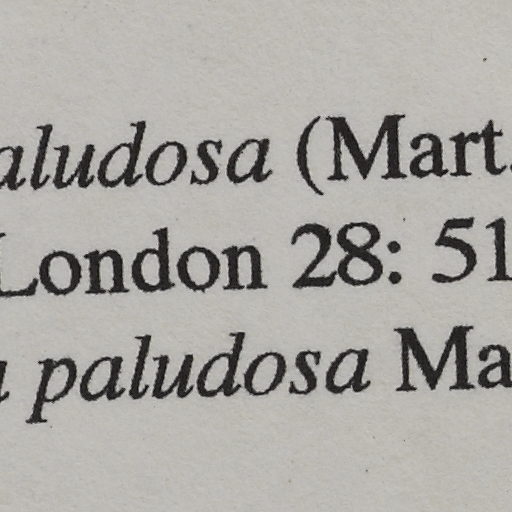 aludosa (Mart.
London 28: 51
paludosa Ma